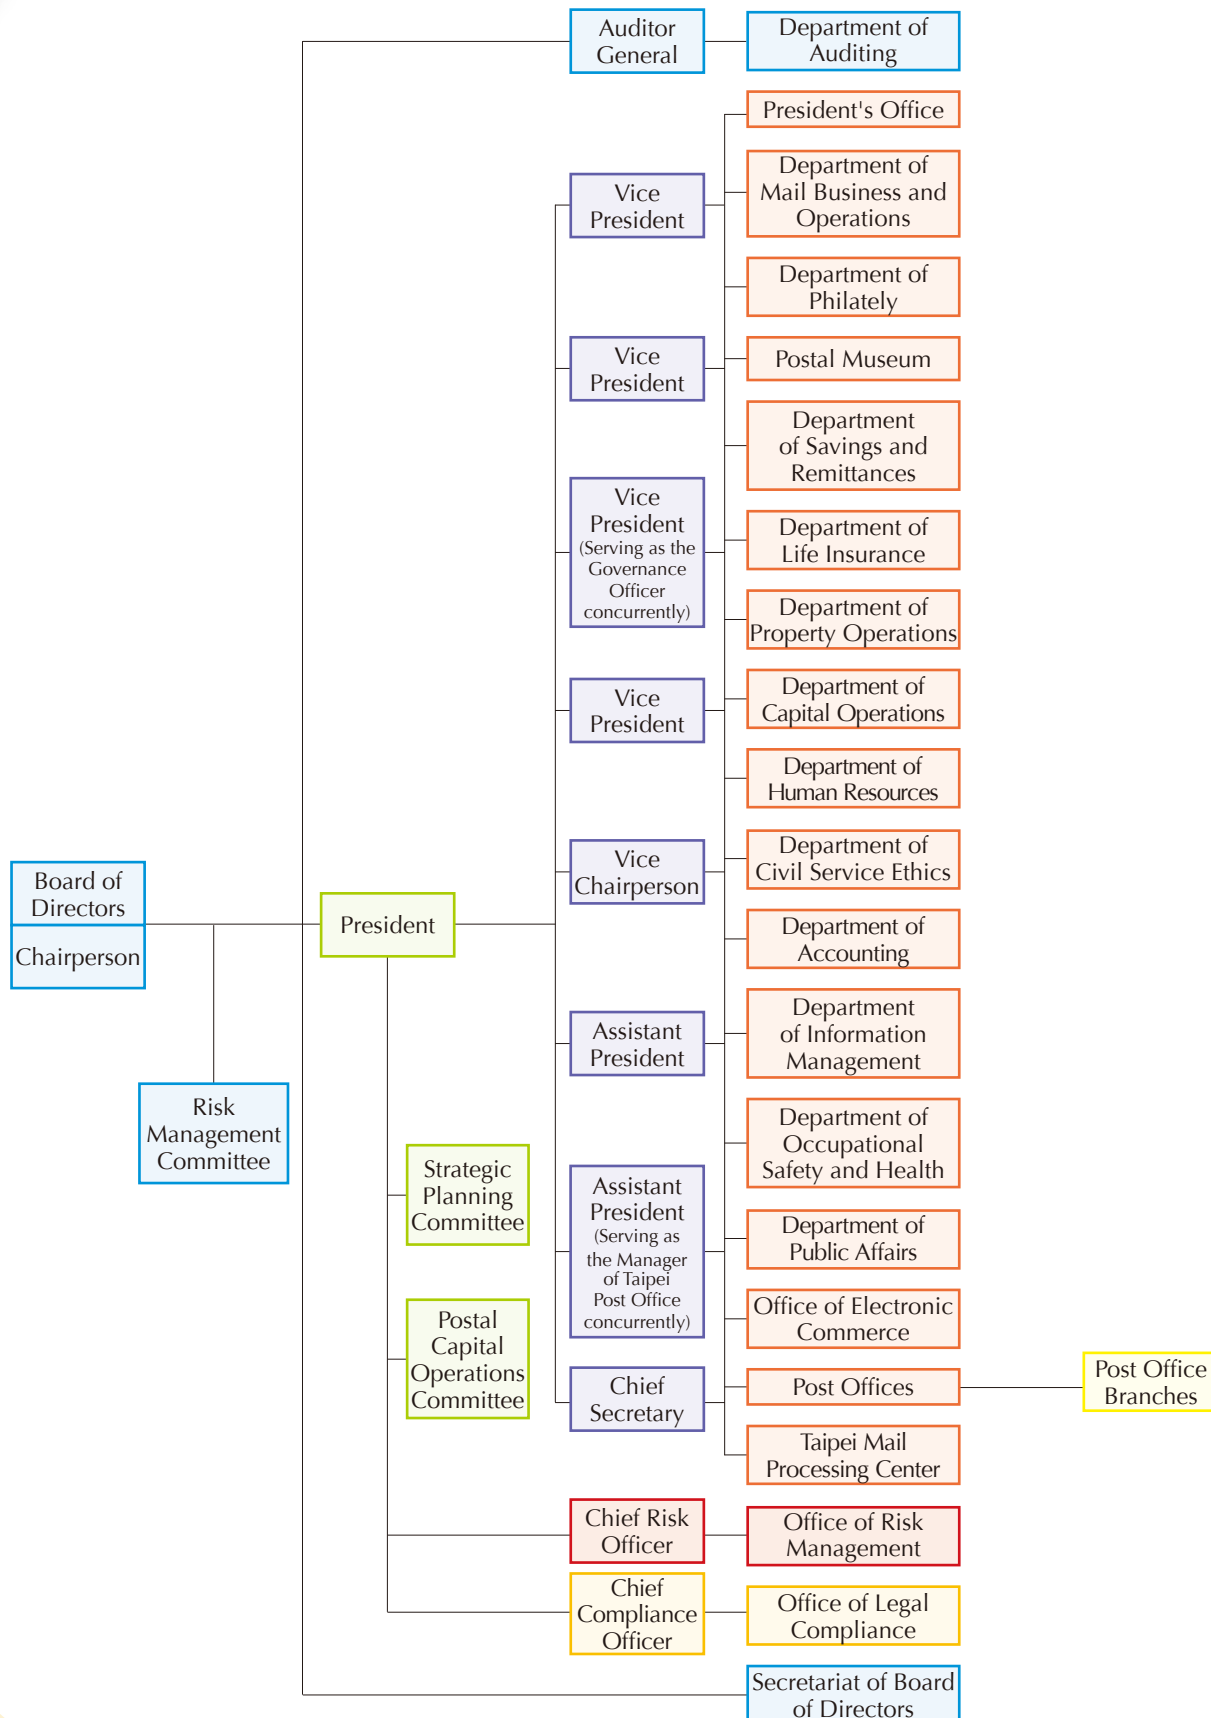 Auditor
General
Department of
Auditing
President's Office
Vice
President
Department of
Mail Business and
Operations
Department of
Philately
Vice
President
Postal Museum
Department
of Savings and
Remittances
Vice
President
(Serving as the
Governance
Officer
concurrently)
Department of
Life Insurance
Department of
Property Operations
Vice
President
Department of
Capital Operations
Department of
Human Resources
Vice
Chairperson
Department of
Civil Service Ethics
Board of
Directors
Chairperson
President
Department of
Accounting
Assistant
President
Department
of Information
Management
Risk
Management
Committee
Department of
Occupational
Safety and Health
Strategic
Planning
Committee
Assistant
President
(Serving as
the Manager
of Taipei
Post Office
concurrently)
Department of
Public Affairs
Office of Electronic
Commerce
Postal
Capital
Operations
Committee
Chief
Secretary
Post Offices
Post Office
Branches
Taipei Mail
Processing Center
Chief Risk
Officer
Office of Risk
Management
Chief
Compliance
Officer
Office of Legal
Compliance
Secretariat of Board
of Directors